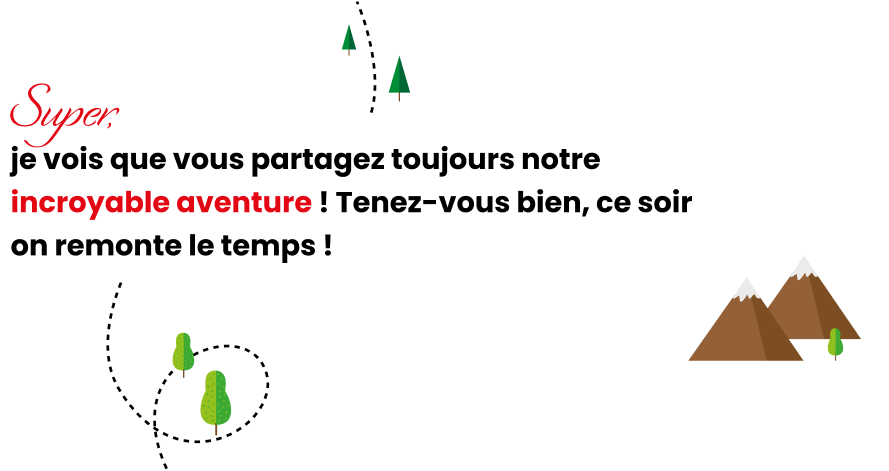 Super,
je vois que vous partagez toujours notre
incroyable aventure ! Tenez-vous bien, ce soir
on remonte le temps !